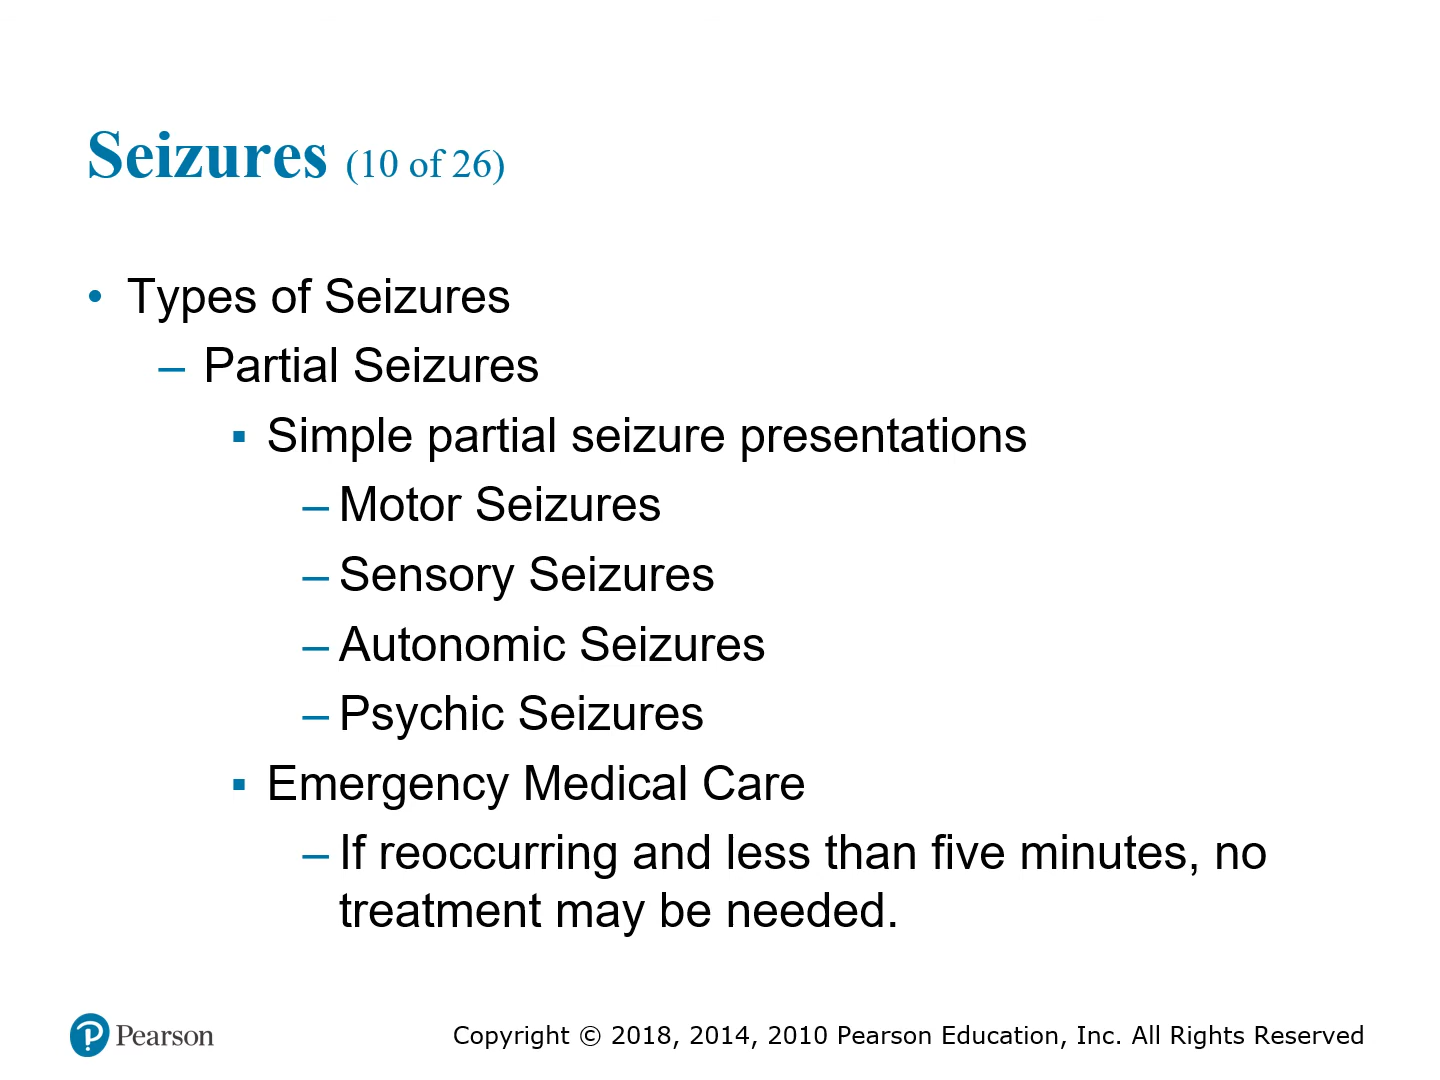 Seizures (10 of 26)
• Types of Seizures
– Partial Seizures
▪ Simple partial seizure presentations
– Motor Seizures
– Sensory Seizures
– Autonomic Seizures
– Psychic Seizures
▪ Emergency Medical Care
– If reoccurring and less than five minutes, no
treatment may be needed.
Pearson
Copyright © 2018, 2014, 2010 Pearson Education, Inc. All Rights Reserved